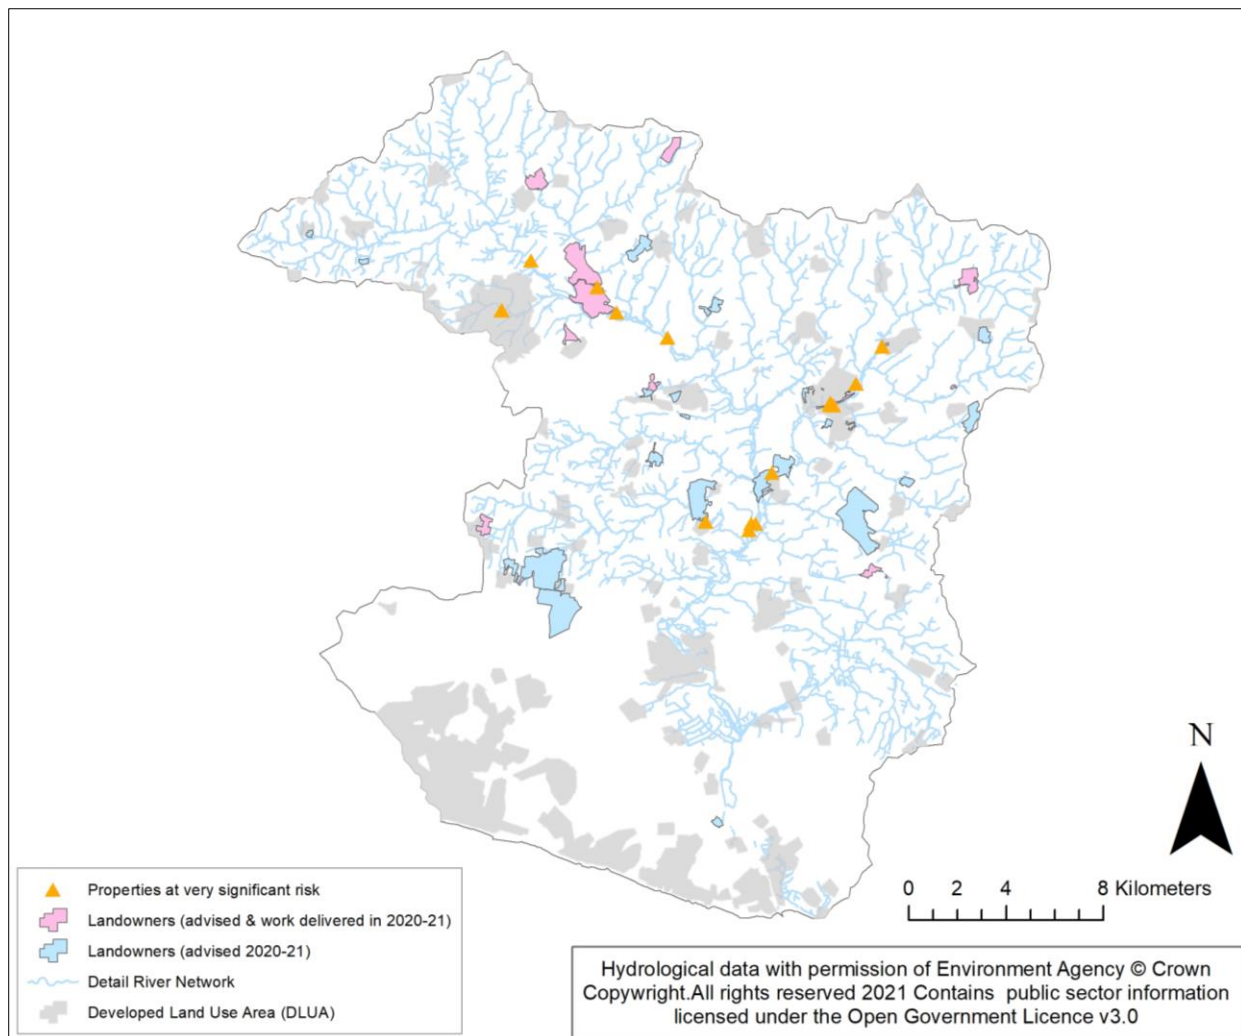 N
0 2 4 8 Kilometers
Properties at very significant risk
Landowners (advised & work delivered in 2020-21)
Landowners (advised 2020-21)
Detail River Network
Developed Land Use Area (DLUA)
Hydrological data with permission of Environment Agency © Crown
Copywright.All rights reserved 2021 Contains public sector information
licensed under the Open Government Licence v3.0